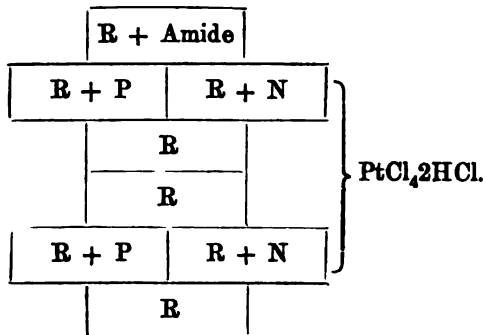 R + Amide
R + P R + N
R
R
PtCl₄2HCl.
R + P R + N
R